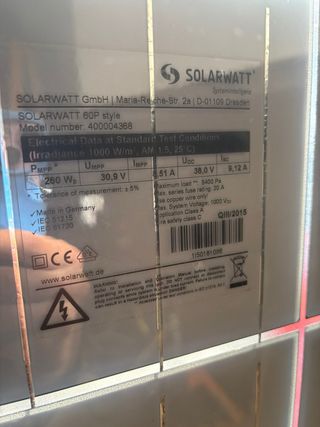 SOLARWATT
Systemintelligenz
SOLARWATT GmbH | Maria-Reiche-Str. 2a | D-01109 Dresden
SOLARWATT 60P style
Model number: 400004368
Electrical Data at Standard Test Conditions
(Irradiance 1000 W/m², AM 1.5, 25°C)
PMPP UMPP UOC ISC
260 Wp 30,9 V 8,51 A 38,0 V 9,12 A
* Tolerance of measurement: ±5%
Maximum load 5400 Pa
Max. series fuse rating: 20 A
Use copper wire only
Max. System Voltage: 1000 V
Application Class A
Fire safety class C
✓ Made in Germany
✓ IEC 61215
✓ IEC 61730
QIII/2015
CE
www.solarwatt.de
WARNING